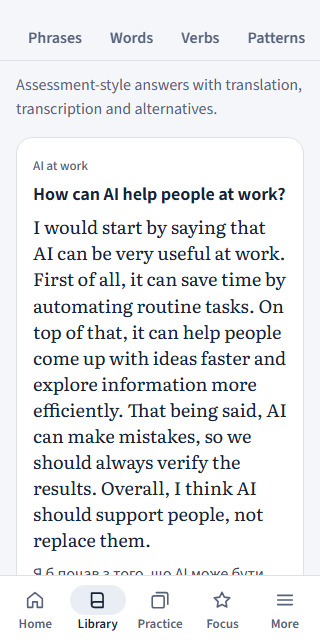 Phrases Words Verbs Patterns
Assessment-style answers with translation,
transcription and alternatives.
AI at work
How can AI help people at work?
I would start by saying that
AI can be very useful at work.
First of all, it can save time by
automating routine tasks. On
top of that, it can help people
come up with ideas faster and
explore information more
efficiently. That being said, AI
can make mistakes, so we
should always verify the
results. Overall, I think AI
should support people, not
replace them.
Я б почав з того, що AI може бути
Home Library Practice Focus More